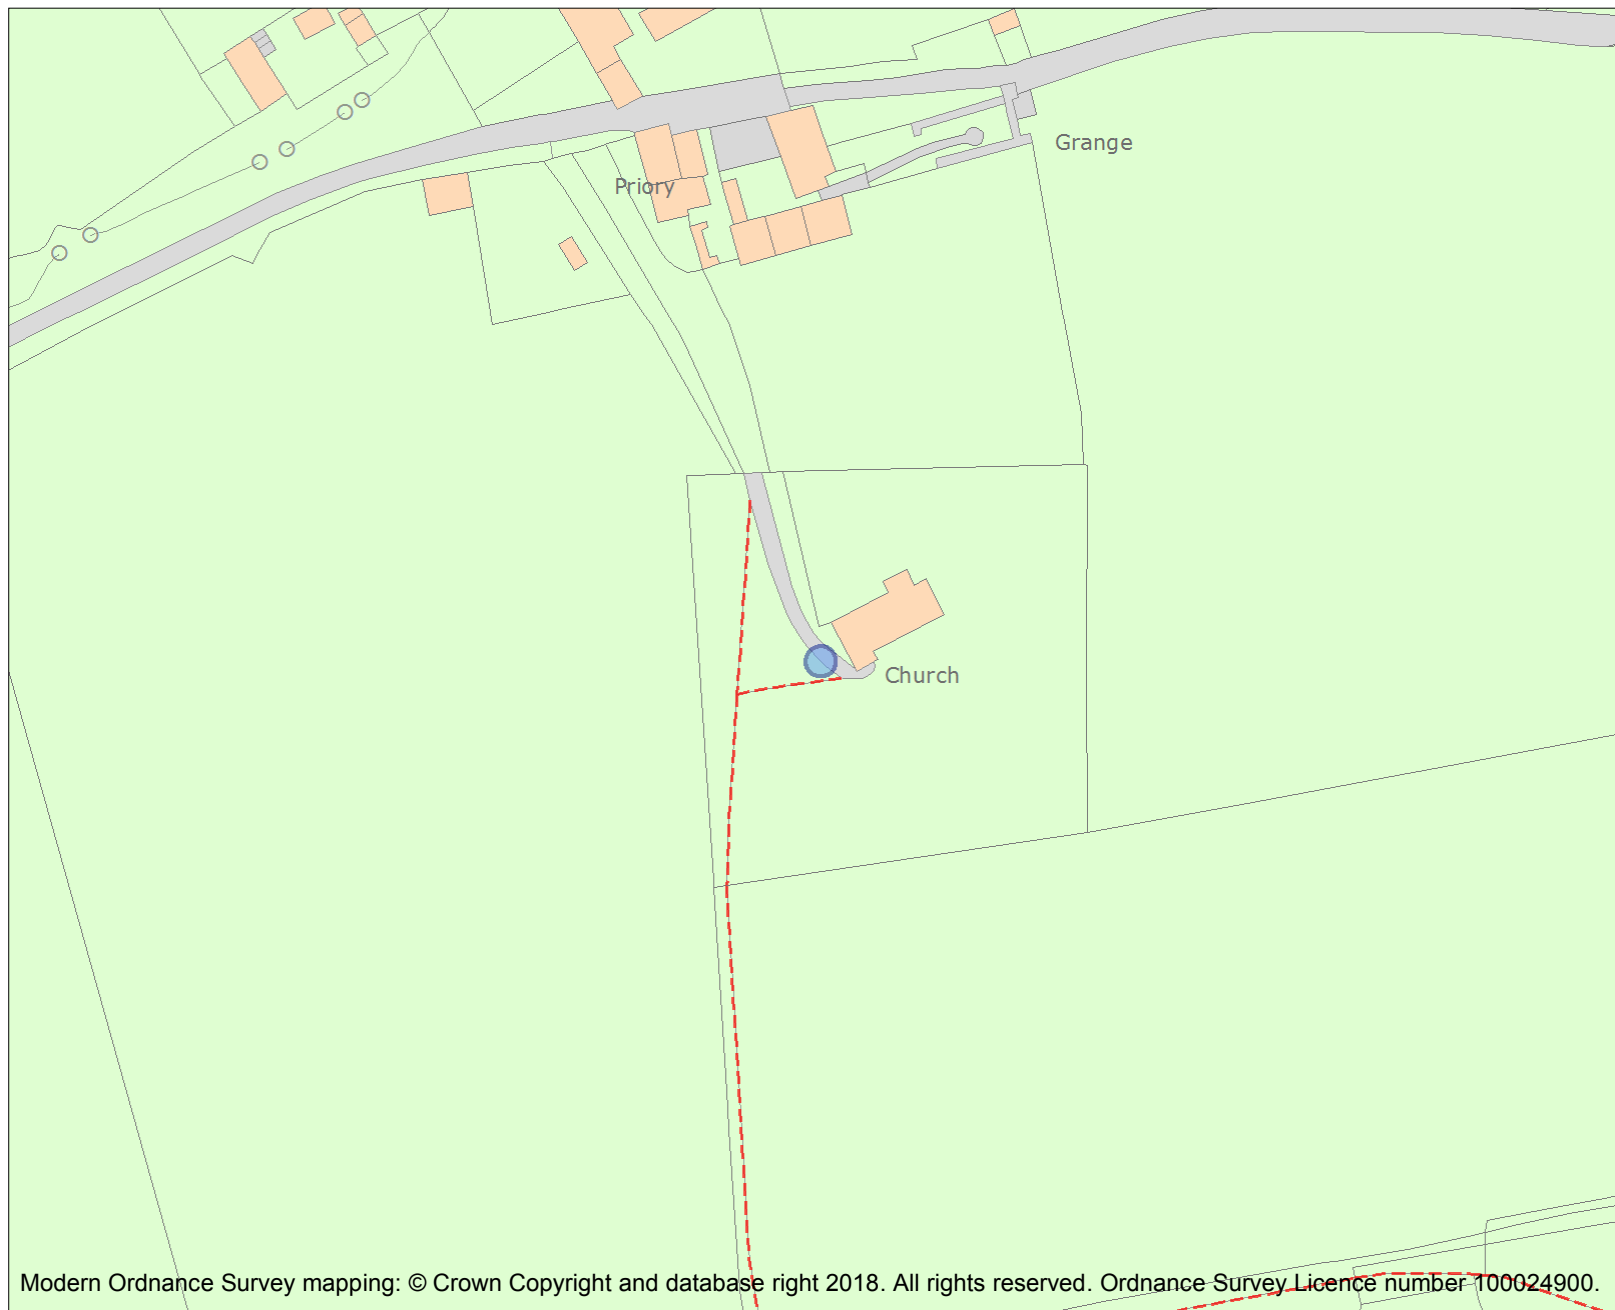 Grange
Priory
Church
Modern Ordnance Survey mapping: © Crown Copyright and database right 2018. All rights reserved. Ordnance Survey Licence number 100024900.